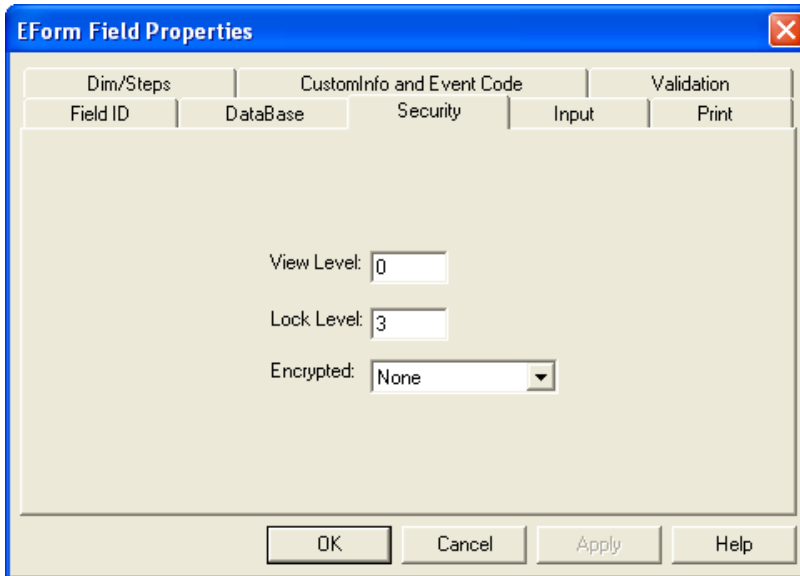 EForm Field Properties
Dim/Steps CustomInfo and Event Code Validation
Field ID DataBase Security Input Print
View Level: 0
Lock Level: 3
Encrypted: None
OK Cancel Apply Help